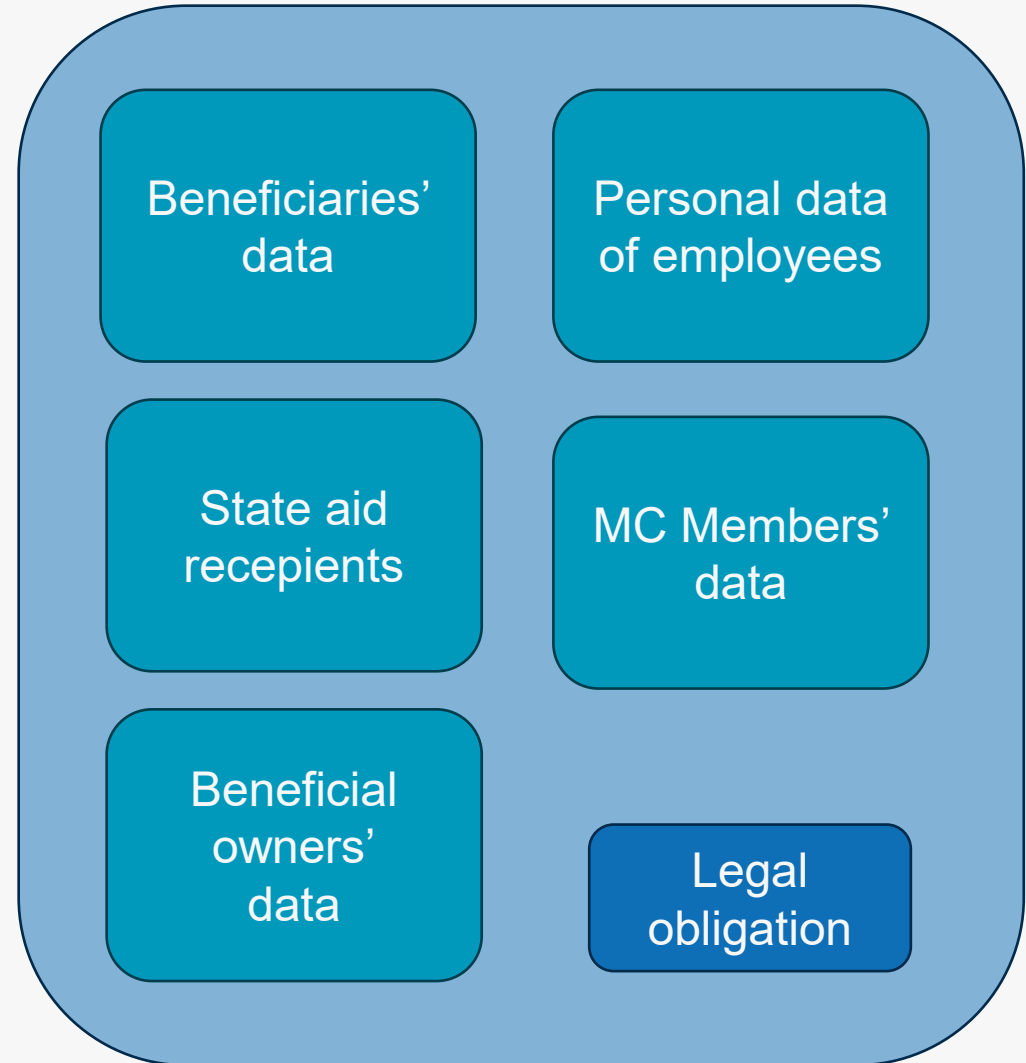 Beneficiaries’
data
Personal data
of employees
State aid
recepients
MC Members’
data
Beneficial
owners’
data
Legal
obligation